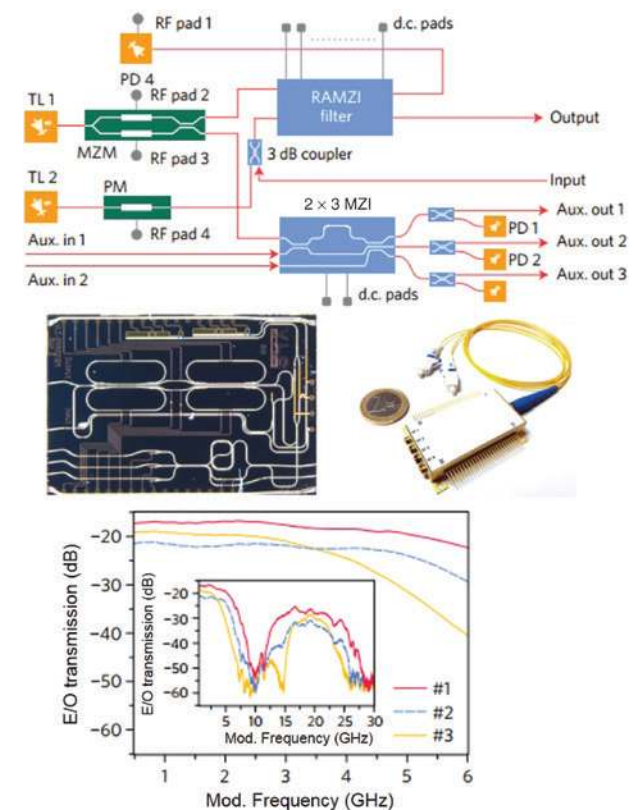 RF pad 1
d.c. pads
PD 4
RF pad 2
TL 1
RAMZI
filter
Output
MZM
RF pad 3
3 dB coupler
TL 2
PM
Input
2 × 3 MZI
Aux. out 1
RF pad 4
PD 1
Aux. in 1
Aux. out 2
PD 2
Aux. in 2
Aux. out 3
d.c. pads
E/O transmission (dB)
−20
−30
−40
−50
−60
E/O transmission (dB)
−20
−30
−40
−50
−60
5
10
15
20
25
30
Mod. Frequency (GHz)
#1
#2
#3
1
2
3
4
5
6
Mod. Frequency (GHz)